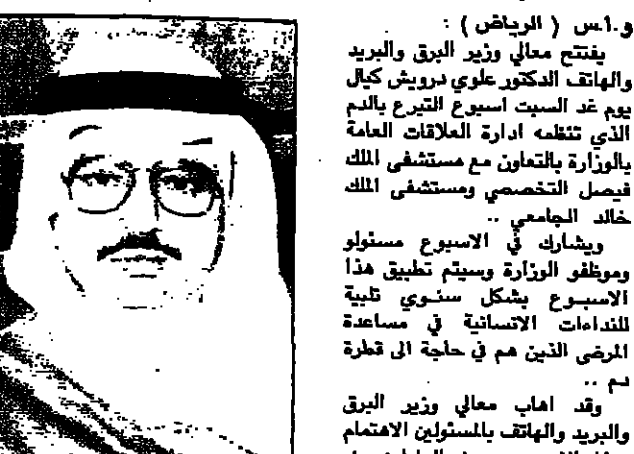 و.ا.س ( الرياض ) :
يفتتح معالي وزير البرق والبريد
والهاتف الدكتور علوي درويش كيال
يوم غد السبت اسبوع التبرع بالدم
الذي تنظمه ادارة العلاقات العامة
بالوزارة بالتعاون مع مستشفى الملك
فيصل التخصصي ومستشفى الملك
خالد الجامعي ..
ويشارك في الاسبوع مسئولو
وموظفو الوزارة وسيتم تطبيق هذا
الاسبوع بشكل سنوي تلبية
للنداءات الانسانية في مساعدة
المرضى الذين هم في حاجة الى قطرة
دم ..
وقد اهاب معالي وزير البرق
والبريد والهاتف بالمسئولين الاهتمام